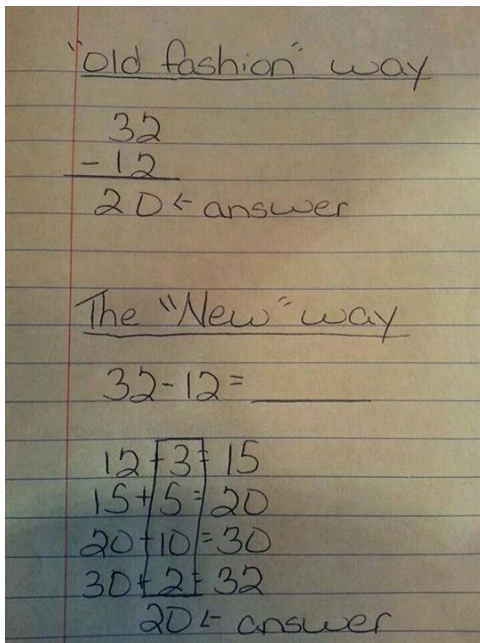 "old fashion" way
32
- 12
20 ← answer
The "New" way
32-12= ______
12+3=15
15+5=20
20+10=30
30+2=32
20 ← answer